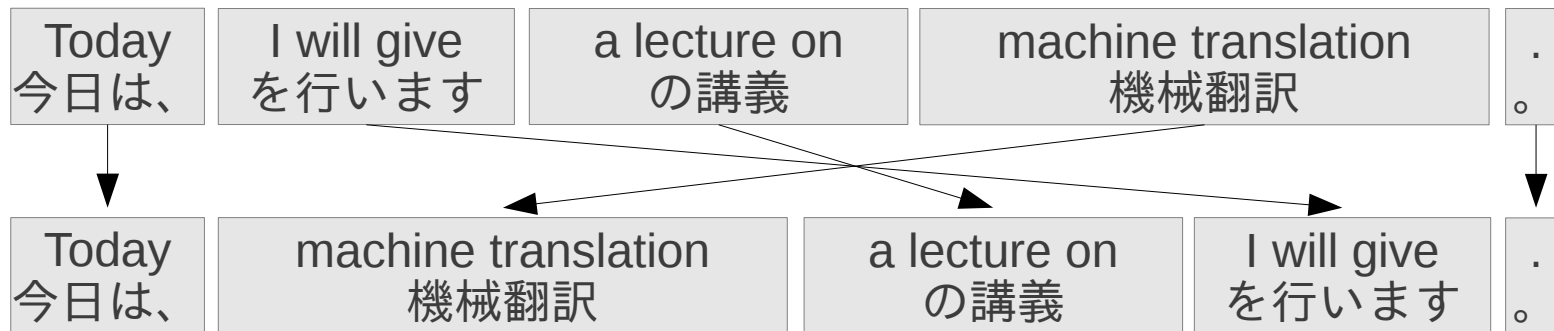 Today I will give a lecture on machine translation .
今日は、 を行います の講義 機械翻訳 。
Today machine translation a lecture on I will give .
今日は、 機械翻訳 の講義 を行います 。